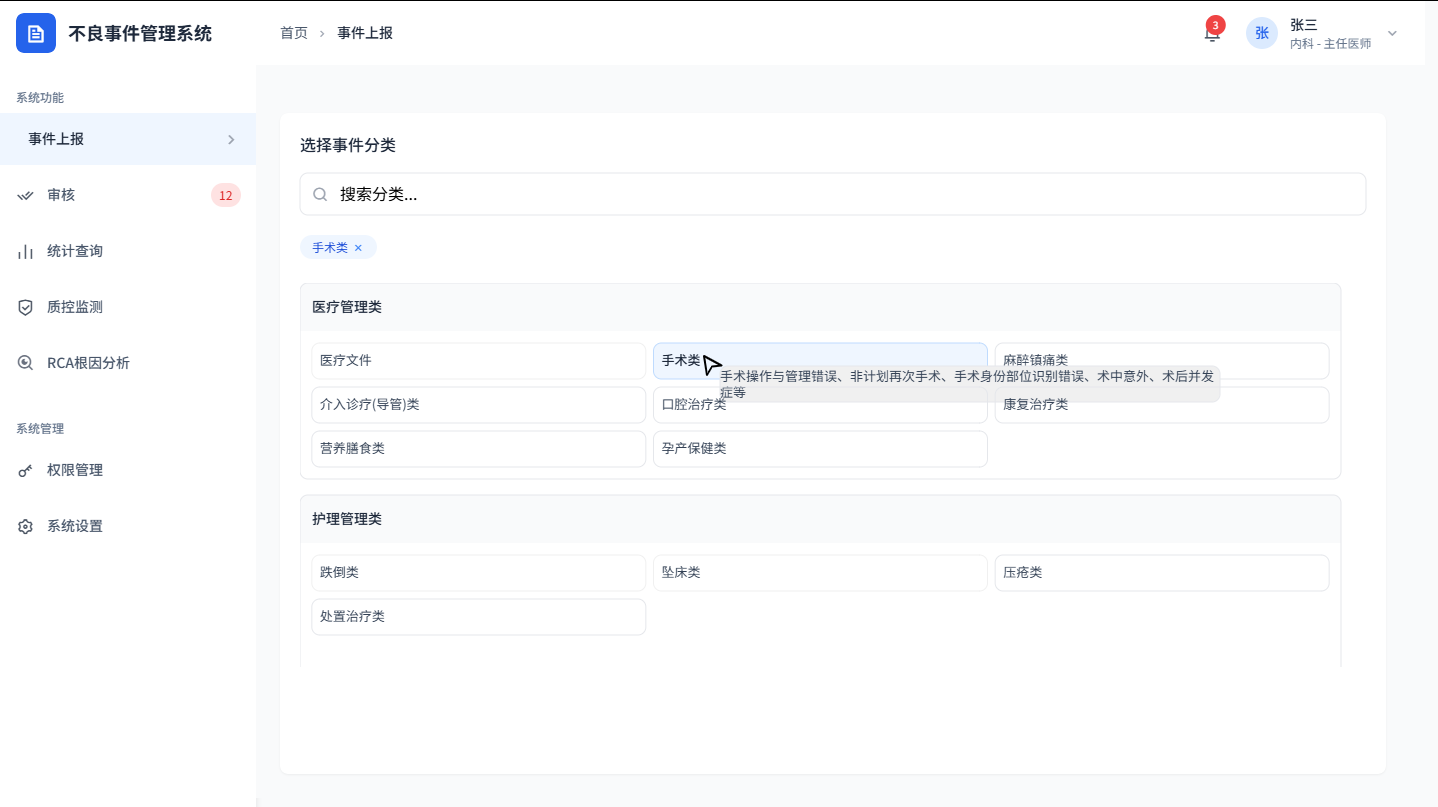 不良事件管理系统
首页 › 事件上报
3
张
张三
内科 - 主任医师
系统功能
事件上报
审核
12
统计查询
质控监测
RCA根因分析
系统管理
权限管理
系统设置
选择事件分类
搜索分类...
手术类 ×
医疗管理类
医疗文件
手术类
麻醉镇痛类
手术操作与管理错误、非计划再次手术、手术身份部位识别错误、术中意外、术后并发
症等
介入诊疗(导管)类
口腔治疗类
康复治疗类
营养膳食类
孕产保健类
护理管理类
跌倒类
坠床类
压疮类
处置治疗类